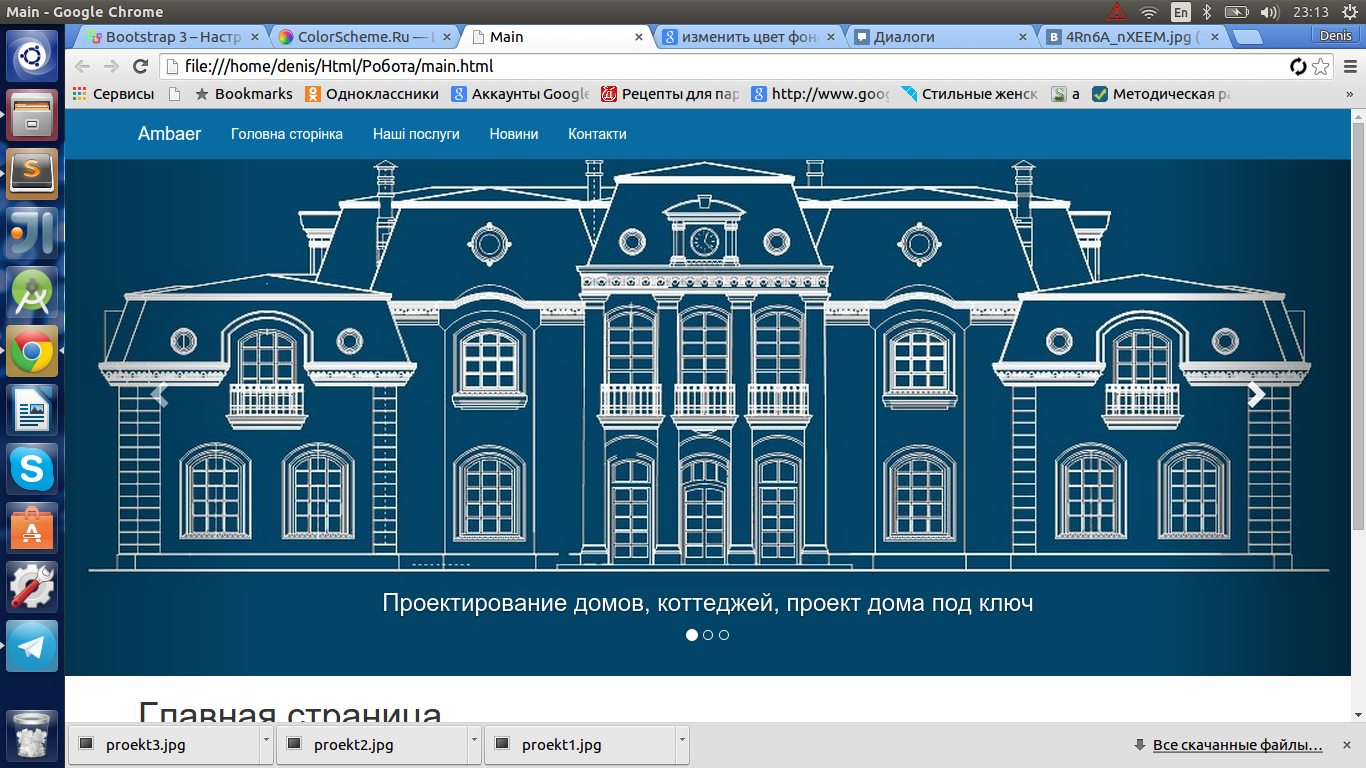 Main - Google Chrome
En
23:13
Bootstrap 3 – Настр
ColorScheme.Ru —
Main
изменить цвет фон
Диалоги
4Rn6A_nXEEM.jpg (
Denis
file:///home/denis/Html/Робота/main.html
Сервисы
Bookmarks
Одноклассники
Аккаунты Google
Рецепты для пар
http://www.goog
Стильные женск
а
Методическая ра
»
Ambaer
Головна сторінка
Наші послуги
Новини
Контакти
Проектирование домов, коттеджей, проект дома под ключ
Главная страница
proekt3.jpg
proekt2.jpg
proekt1.jpg
Все скачанные файлы...